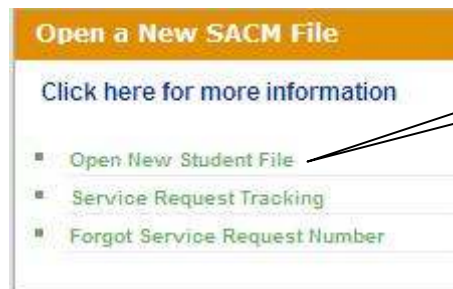 Open a New SACM File
Click here for more information
Open New Student File
Service Request Tracking
Forgot Service Request Number